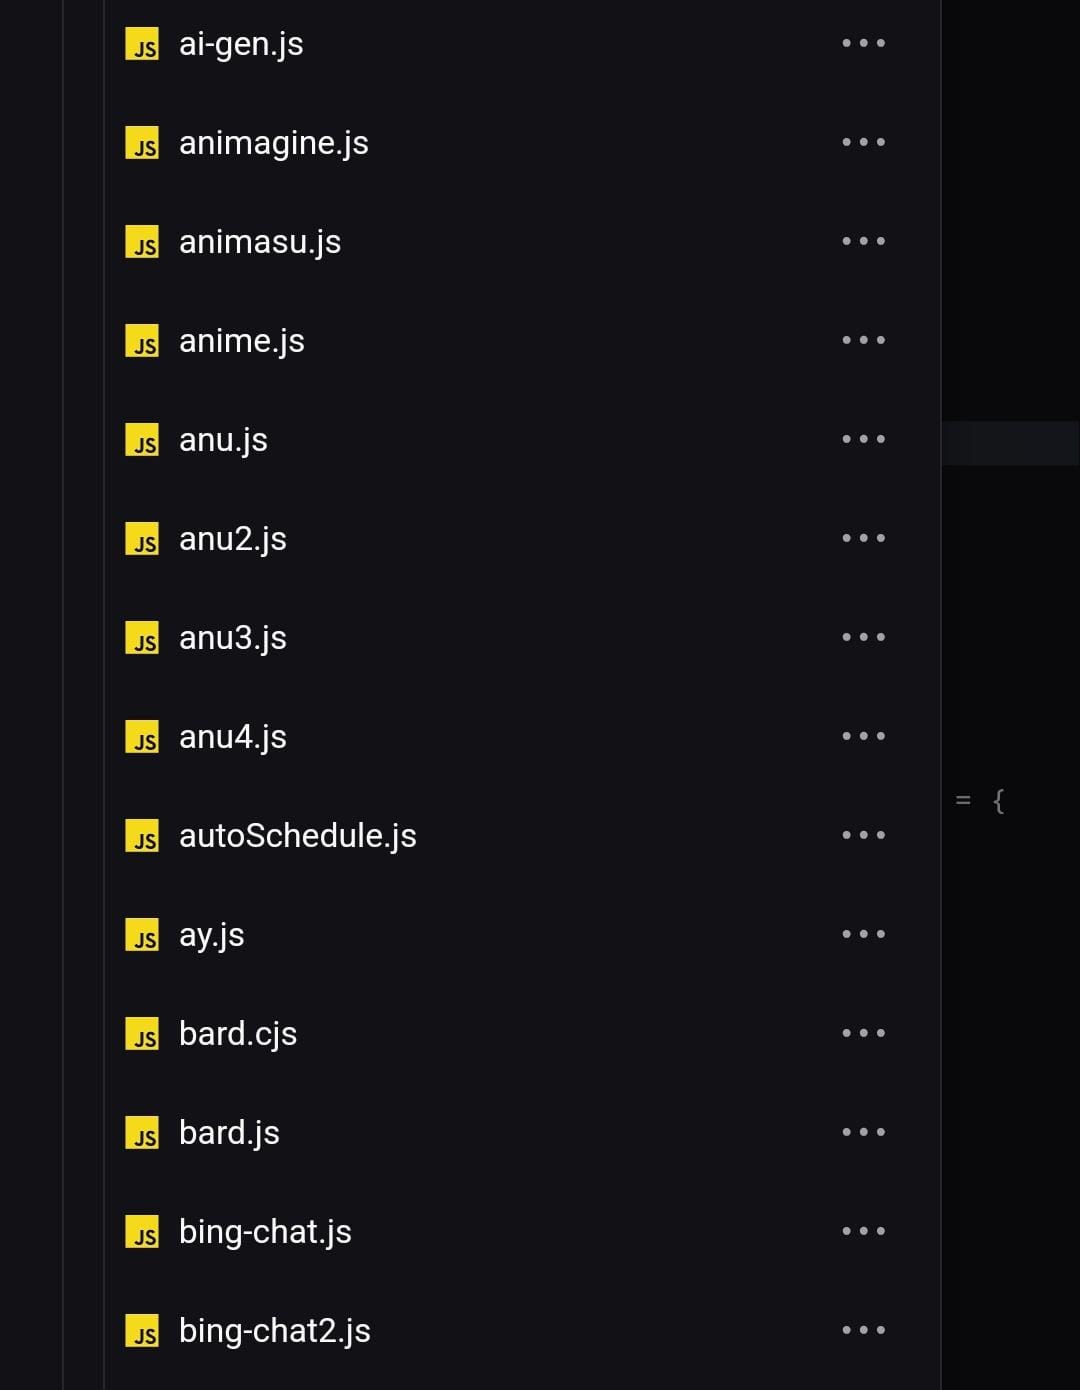 JS ai-gen.js
JS animagine.js
JS animasu.js
JS anime.js
JS anu.js
JS anu2.js
JS anu3.js
JS anu4.js
= {
JS autoSchedule.js
JS ay.js
JS bard.cjs
JS bard.js
JS bing-chat.js
JS bing-chat2.js